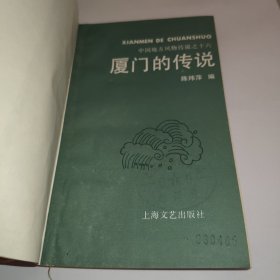 XIAMEN DE CHUANSHUO
中国地方风物传说之十六
厦门的传说
陈炜萍 编
上海文艺出版社
030405